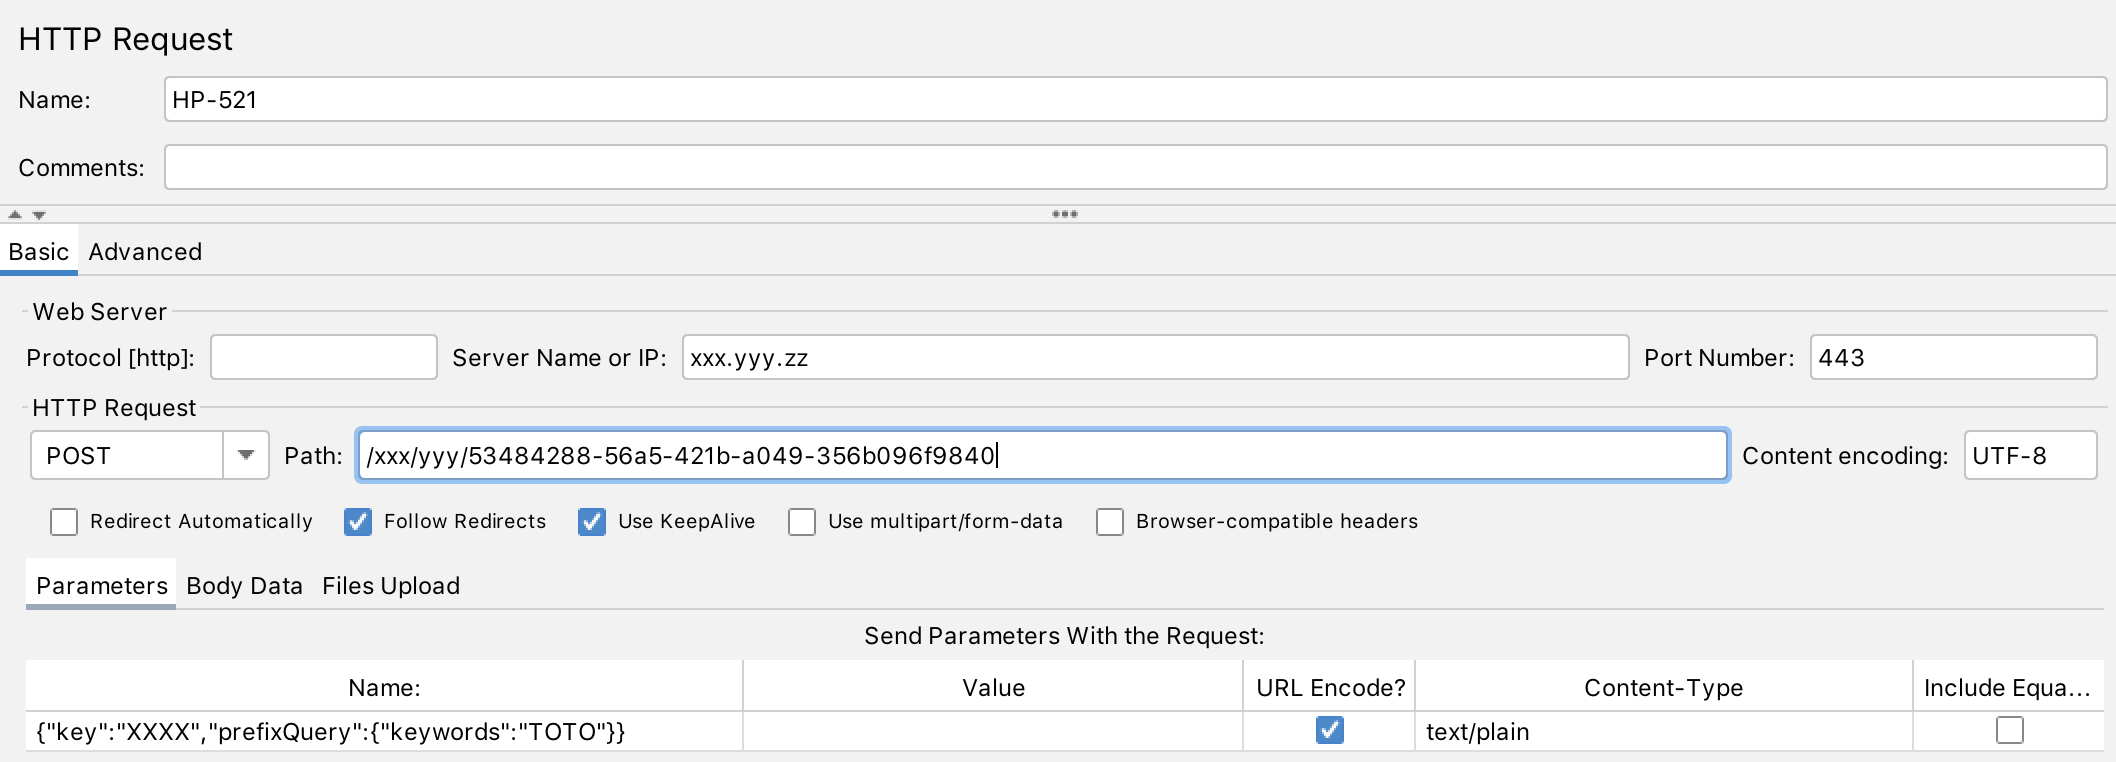 HTTP Request
Name: HP-521
Comments:
Basic Advanced
Web Server
Protocol [http]: Server Name or IP: xxx.yyy.zz Port Number: 443
HTTP Request
POST Path: /xxx/yyy/53484288-56a5-421b-a049-356b096f9840 Content encoding: UTF-8
Redirect Automatically Follow Redirects Use KeepAlive Use multipart/form-data Browser-compatible headers
Parameters Body Data Files Upload
Send Parameters With the Request:
Name: Value URL Encode? Content-Type Include Equa...
{"key":"XXXX","prefixQuery":{"keywords":"TOTO"}} text/plain